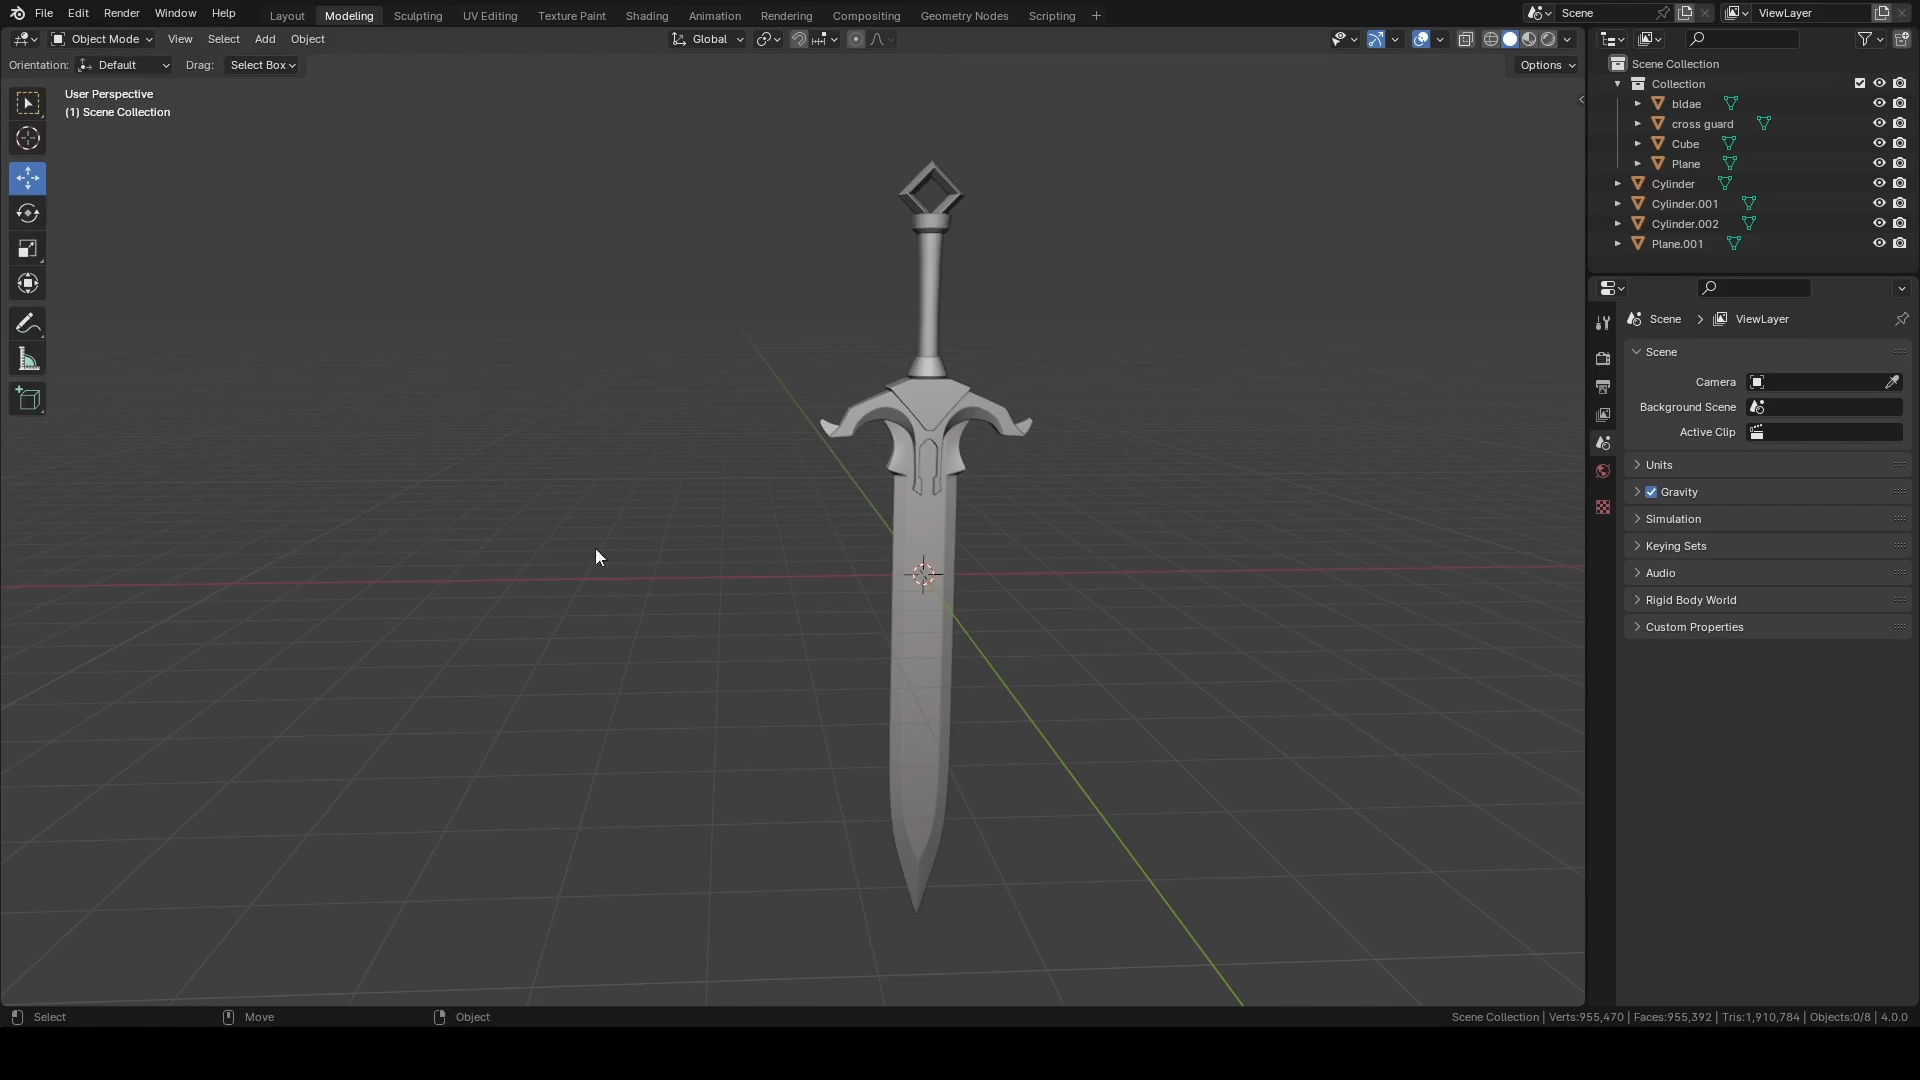 File Edit Render Window Help Layout Modeling Sculpting UV Editing Texture Paint Shading Animation Rendering Compositing Geometry Nodes Scripting + Scene ViewLayer
Object Mode View Select Add Object Global
Orientation: Default Drag: Select Box Options
User Perspective
(1) Scene Collection
Scene Collection
Collection
bldae
cross guard
Cube
Plane
Cylinder
Cylinder.001
Cylinder.002
Plane.001
Scene > ViewLayer
Scene
Camera
Background Scene
Active Clip
Units
Gravity
Simulation
Keying Sets
Audio
Rigid Body World
Custom Properties
Select Move Object Scene Collection | Verts:955,470 | Faces:955,392 | Tris:1,910,784 | Objects:0/8 | 4.0.0